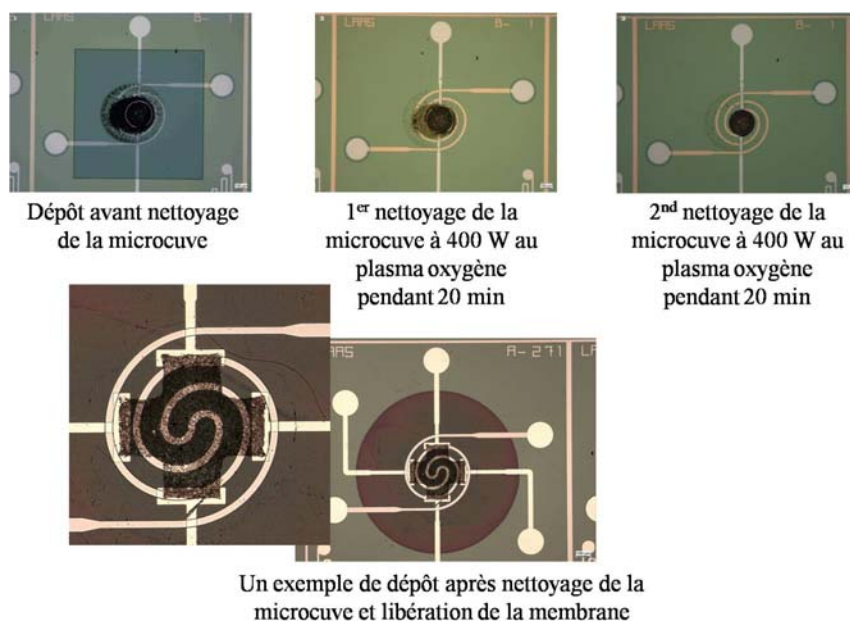 LAAS B- 1
LAAS B- 1
LAAS B- 1
Dépôt avant nettoyage
de la microcuve
1er nettoyage de la
microcuve à 400 W au
plasma oxygène
pendant 20 min
2nd nettoyage de la
microcuve à 400 W au
plasma oxygène
pendant 20 min
LAAS A-271 LA
Un exemple de dépôt après nettoyage de la
microcuve et libération de la membrane